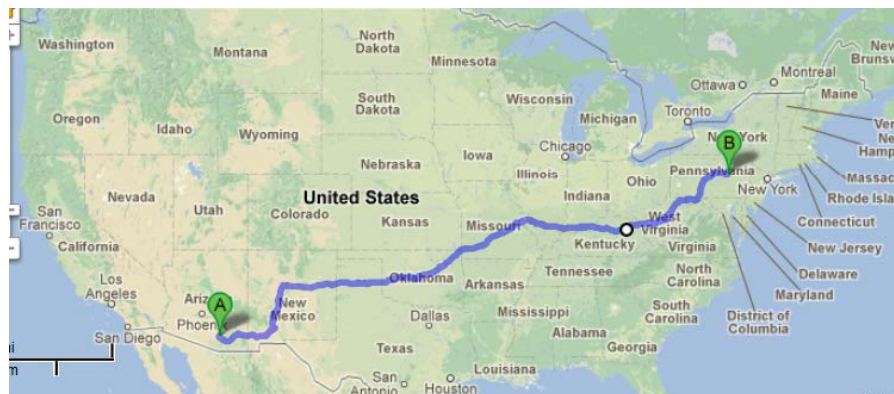 North
Dakota
Washington
Montana
Minnesota
Ottawa
Montreal
New
Brunsw
Maine
Oregon
Idaho
South
Dakota
Wisconsin
Michigan
Toronto
Ver
New York
Ne
Hamp
Wyoming
Iowa
Chicago
B
Massac
Nebraska
Illinois
Indiana
Ohio
Pennsylvania
New York
Rhode Isla
Nevada
Utah
Colorado
United States
Connecticut
San
Francisco
California
Kansas
Missouri
Kentucky
West
Virginia
Virginia
New Jersey
Los
Angeles
Oklahoma
Tennessee
North
Carolina
Delaware
Arizo
A
New
Mexico
Arkansas
Maryland
Phoenix
Dallas
Mississippi
South
Carolina
District of
Columbia
San Diego
Alabama
Georgia
Texas
Louisiana
San
Antonio
Houston
mi
m